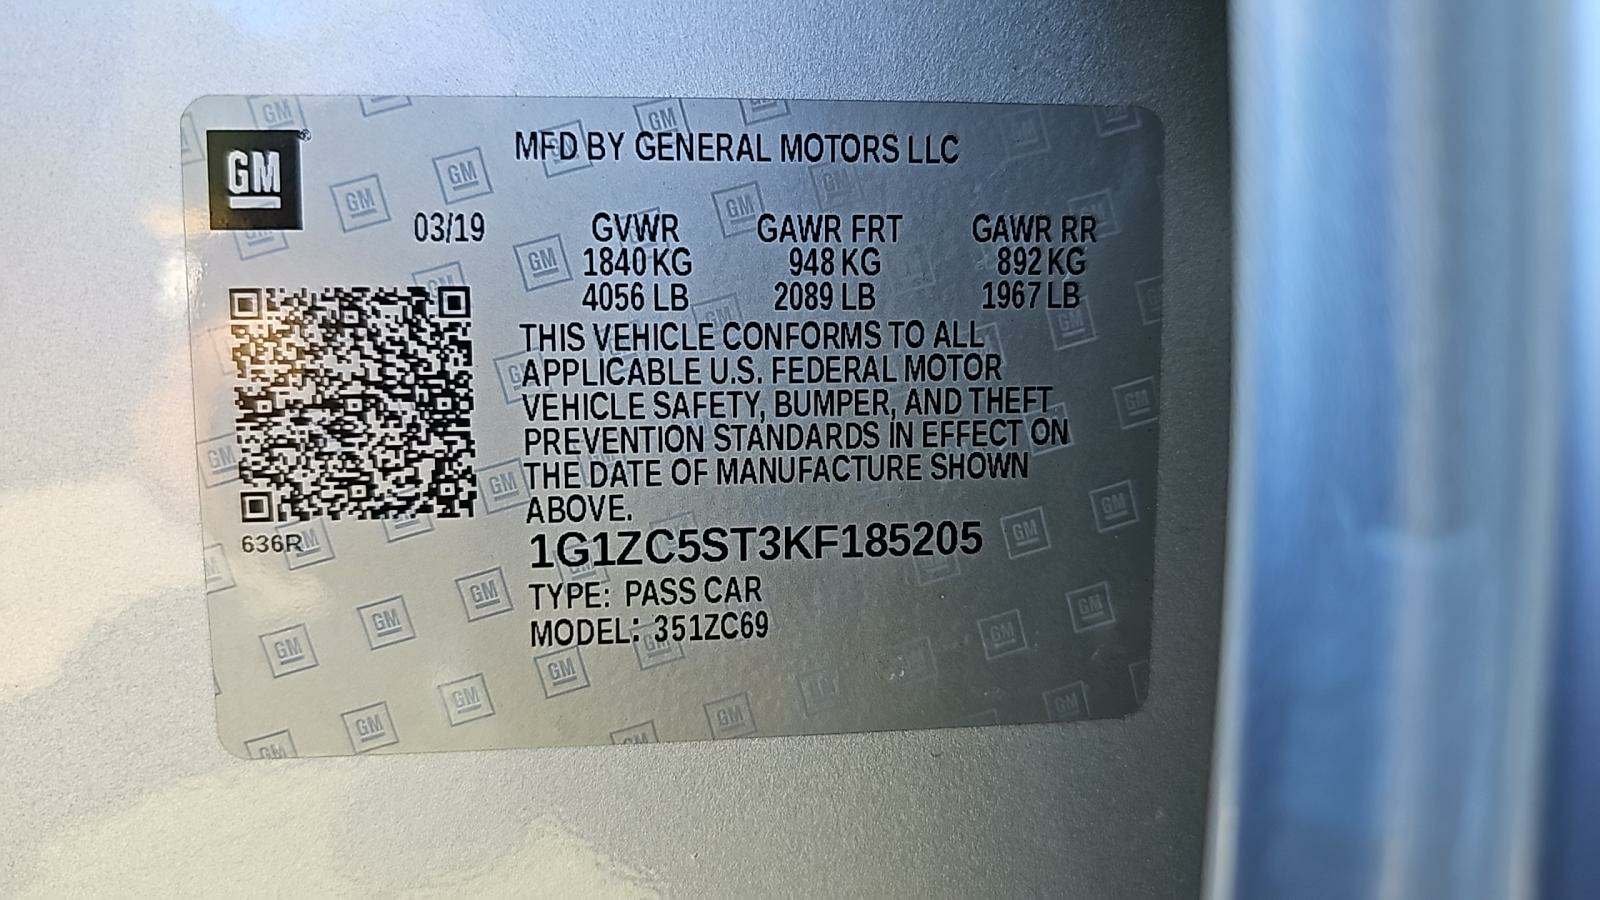 GM
MFD BY GENERAL MOTORS LLC
03/19 GVWR GAWR FRT GAWR RR
1840 KG 948 KG 892 KG
4056 LB 2089 LB 1967 LB
THIS VEHICLE CONFORMS TO ALL
APPLICABLE U.S. FEDERAL MOTOR
VEHICLE SAFETY, BUMPER, AND THEFT
PREVENTION STANDARDS IN EFFECT ON
THE DATE OF MANUFACTURE SHOWN
ABOVE.
636R
1G1ZC5ST3KF185205
TYPE: PASS CAR
MODEL: 351ZC69